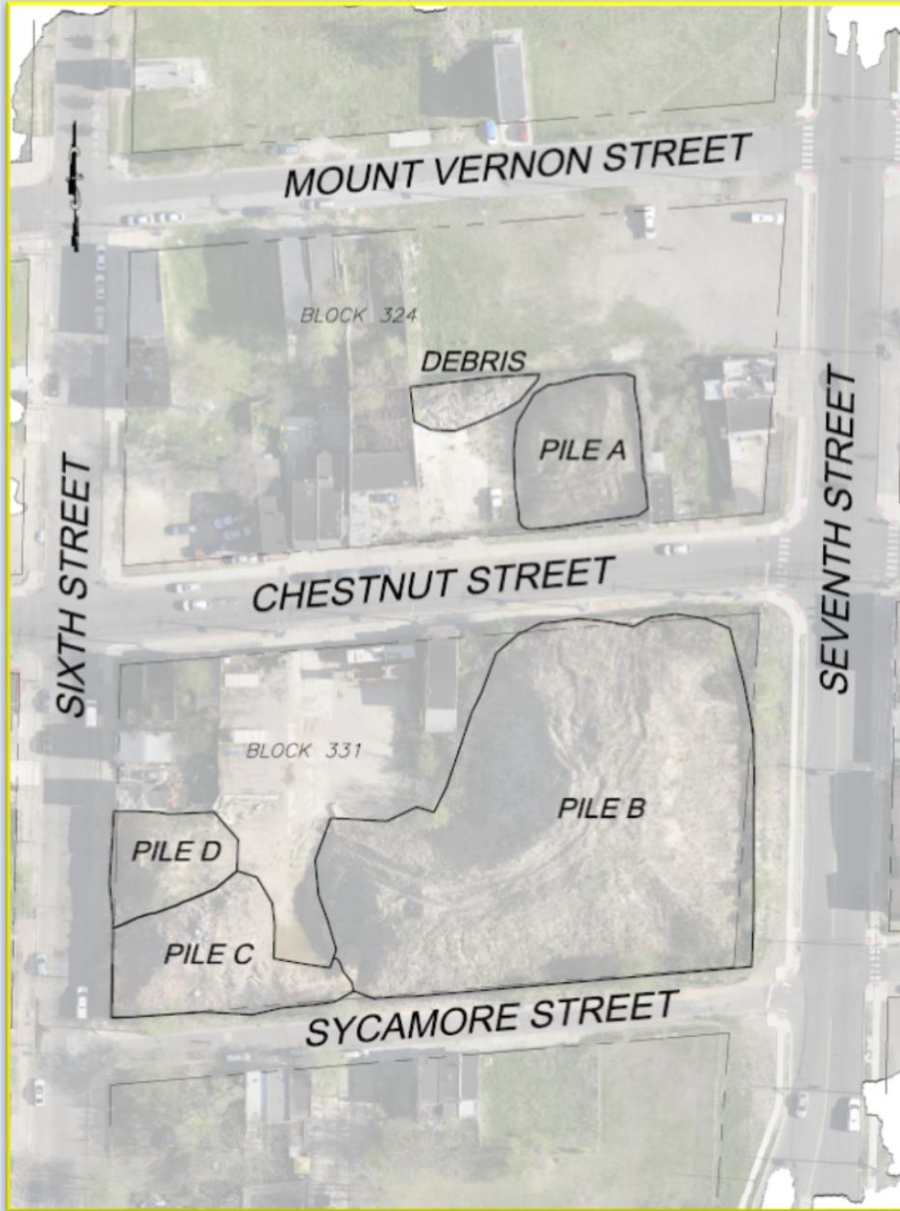 MOUNT VERNON STREET
BLOCK 324
DEBRIS
PILE A
SIXTH STREET
SEVENTH STREET
CHESTNUT STREET
BLOCK 331
PILE B
PILE D
PILE C
SYCAMORE STREET